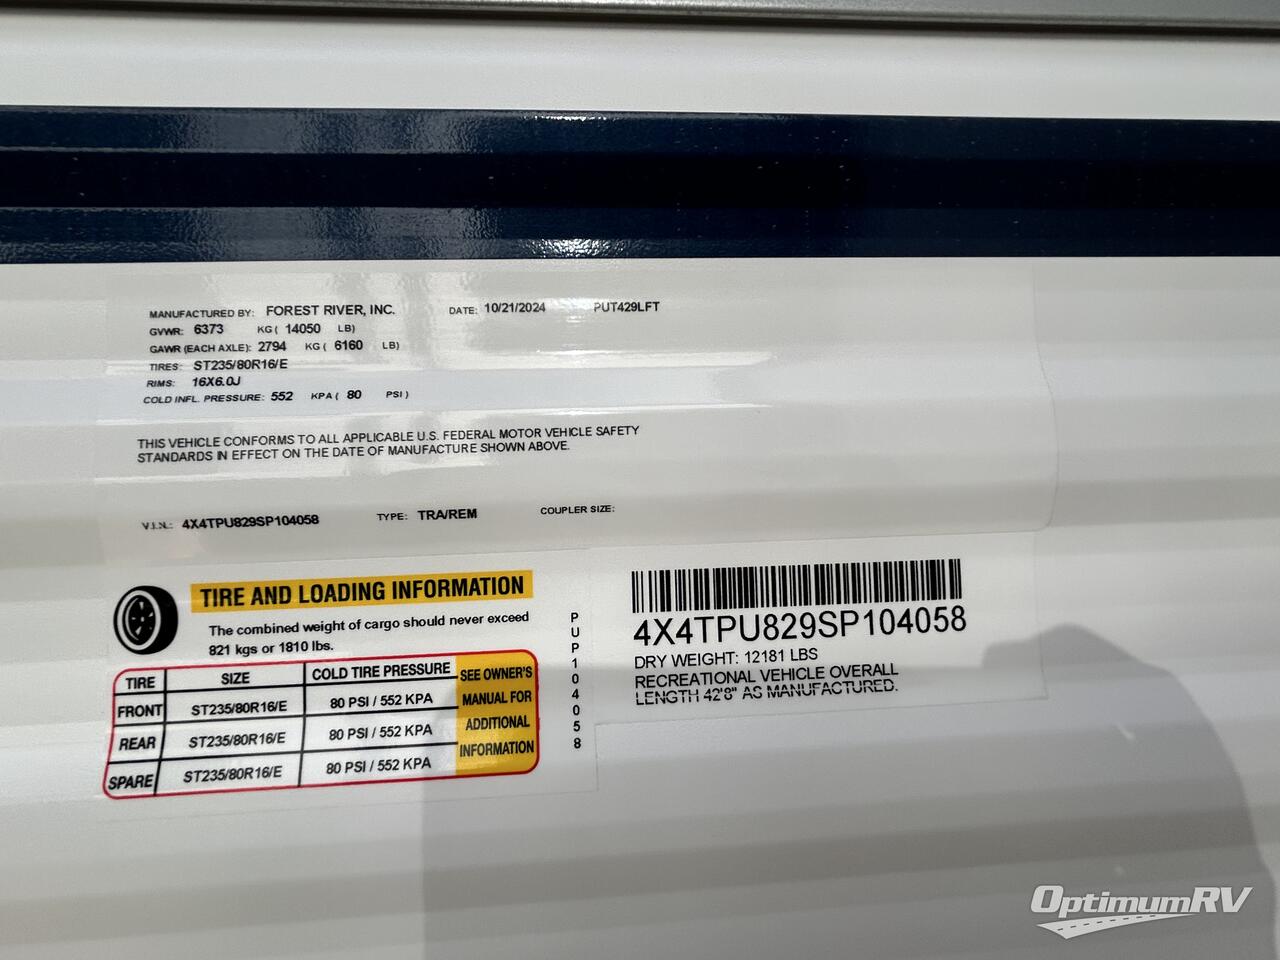 MANUFACTURED BY: FOREST RIVER, INC. DATE: 10/21/2024 PUT429LFT
GVWR: 6373 KG ( 14050 LB)
GAWR (EACH AXLE): 2794 KG ( 6160 LB)
TIRES: ST235/80R16/E
RIMS: 16X6.0J
COLD INFL. PRESSURE: 552 KPA ( 80 PSI )
THIS VEHICLE CONFORMS TO ALL APPLICABLE U.S. FEDERAL MOTOR VEHICLE SAFETY
STANDARDS IN EFFECT ON THE DATE OF MANUFACTURE SHOWN ABOVE.
V.I.N.: 4X4TPU829SP104058 TYPE: TRA/REM COUPLER SIZE:
TIRE AND LOADING INFORMATION
The combined weight of cargo should never exceed
821 kgs or 1810 lbs.
TIRE SIZE COLD TIRE PRESSURE
FRONT ST235/80R16/E 80 PSI / 552 KPA
REAR ST235/80R16/E 80 PSI / 552 KPA
SPARE ST235/80R16/E 80 PSI / 552 KPA
SEE OWNER'S
MANUAL FOR
ADDITIONAL
INFORMATION
PUP104058
4X4TPU829SP104058
DRY WEIGHT: 12181 LBS
RECREATIONAL VEHICLE OVERALL
LENGTH 42'8" AS MANUFACTURED.
OptimumRV